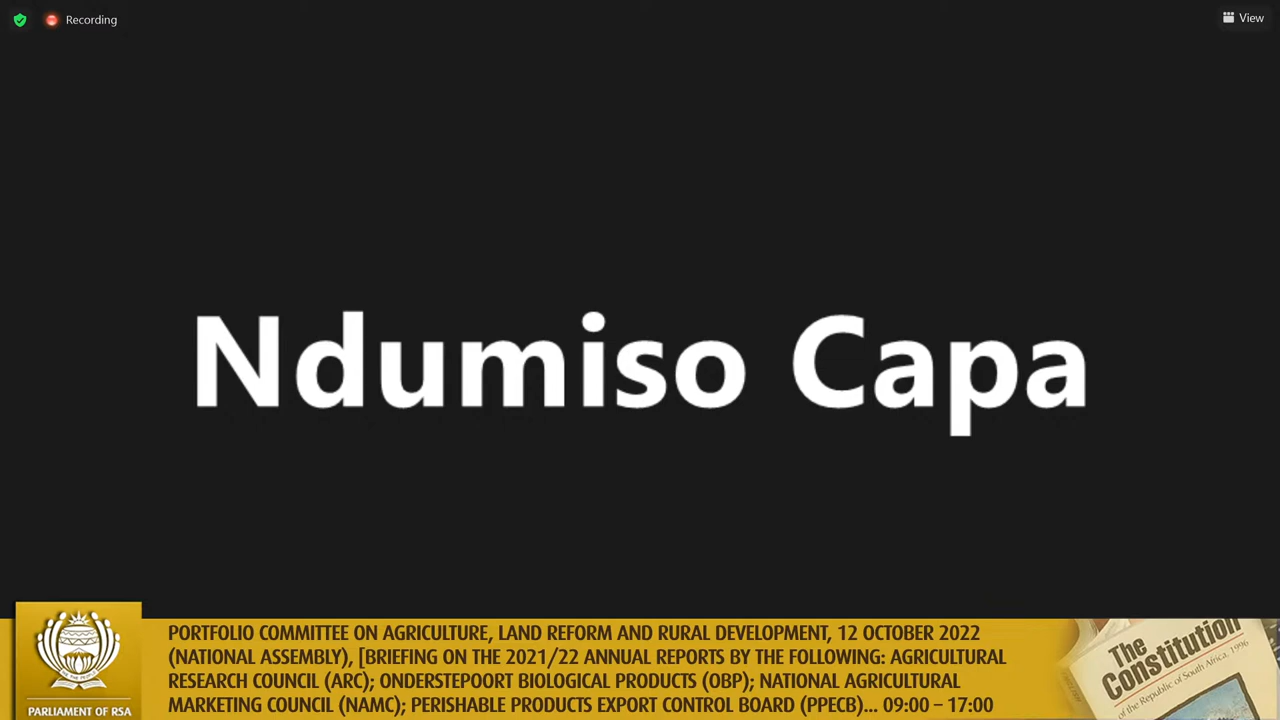 Recording
View
Ndumiso Capa
PORTFOLIO COMMITTEE ON AGRICULTURE, LAND REFORM AND RURAL DEVELOPMENT, 12 OCTOBER 2022
(NATIONAL ASSEMBLY), [BRIEFING ON THE 2021/22 ANNUAL REPORTS BY THE FOLLOWING: AGRICULTURAL
RESEARCH COUNCIL (ARC); ONDERSTEPOORT BIOLOGICAL PRODUCTS (OBP); NATIONAL AGRICULTURAL
MARKETING COUNCIL (NAMC); PERISHABLE PRODUCTS EXPORT CONTROL BOARD (PPECB)... 09:00 – 17:00
PARLIAMENT OF RSA
The
Constitution
of the Republic of South Africa, 1996